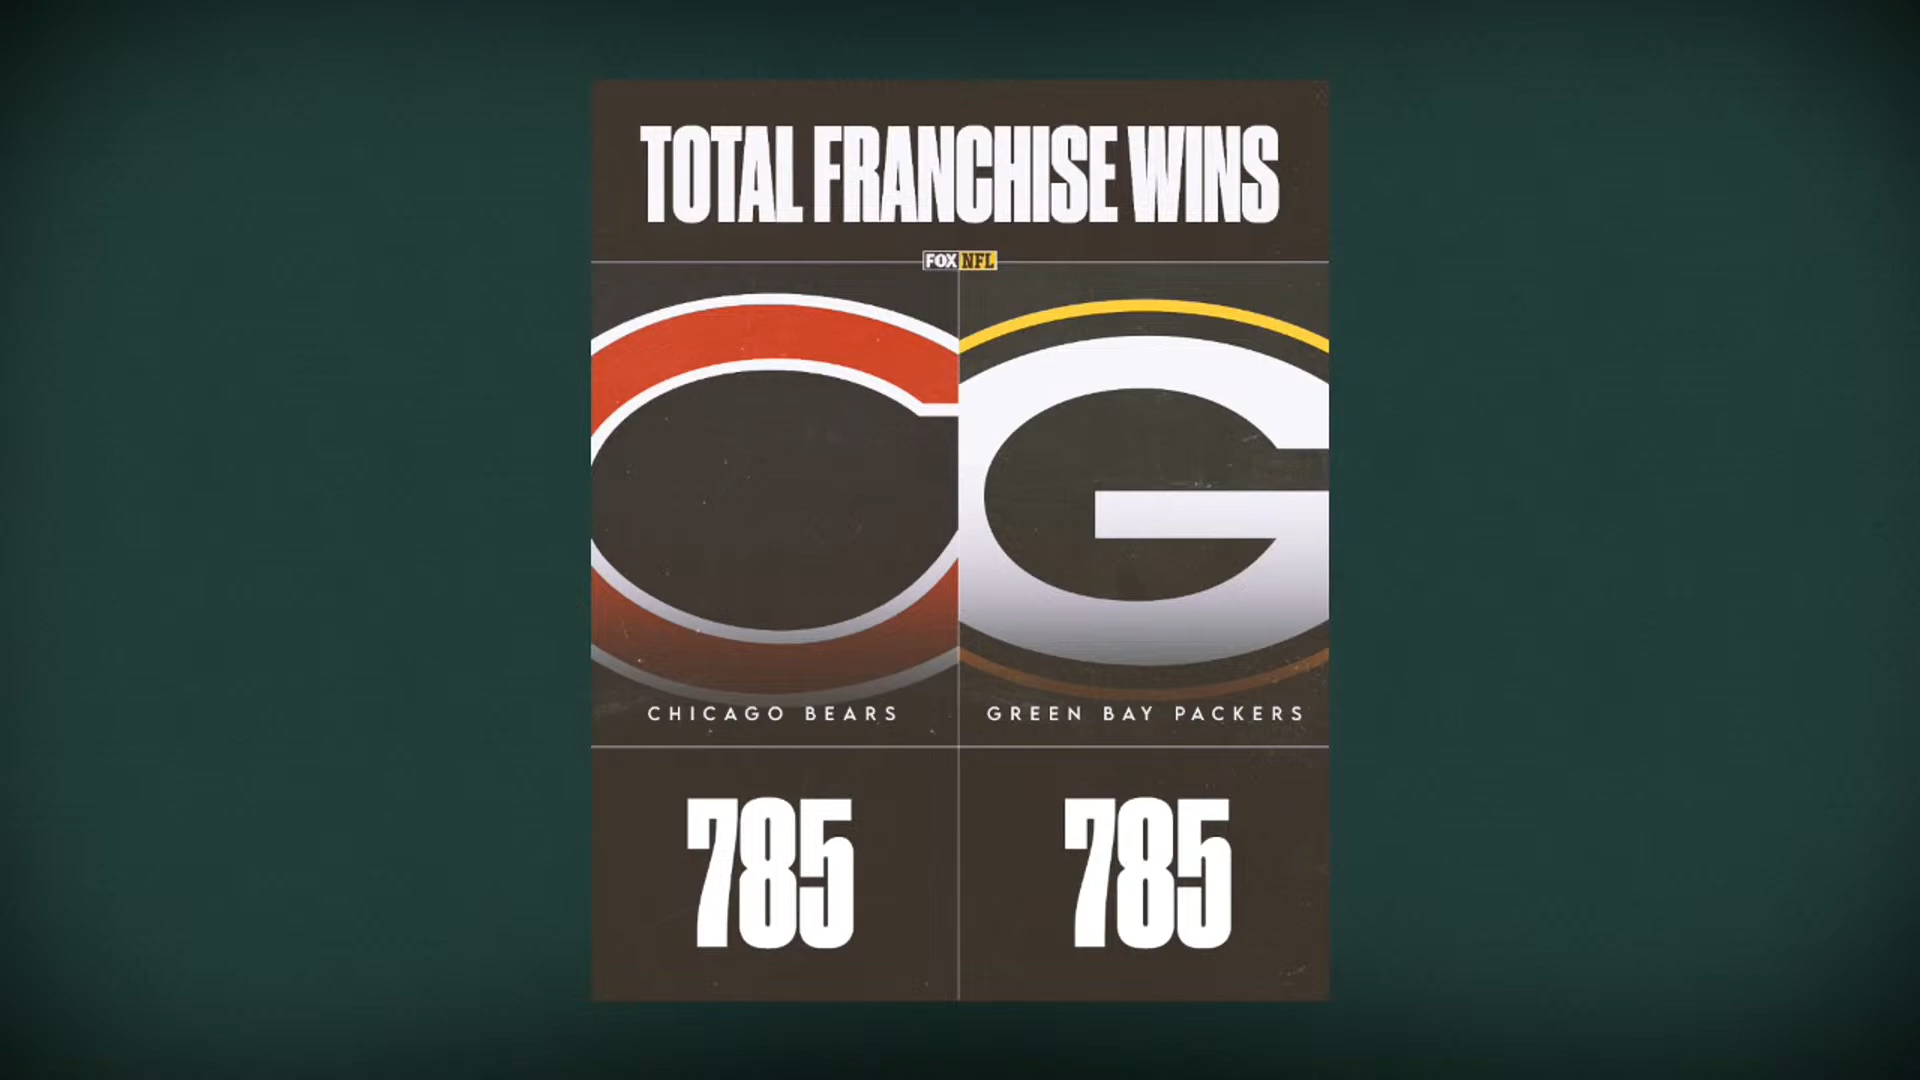 TOTAL FRANCHISE WINS
FOX NFL
CHICAGO BEARS
GREEN BAY PACKERS
785
785